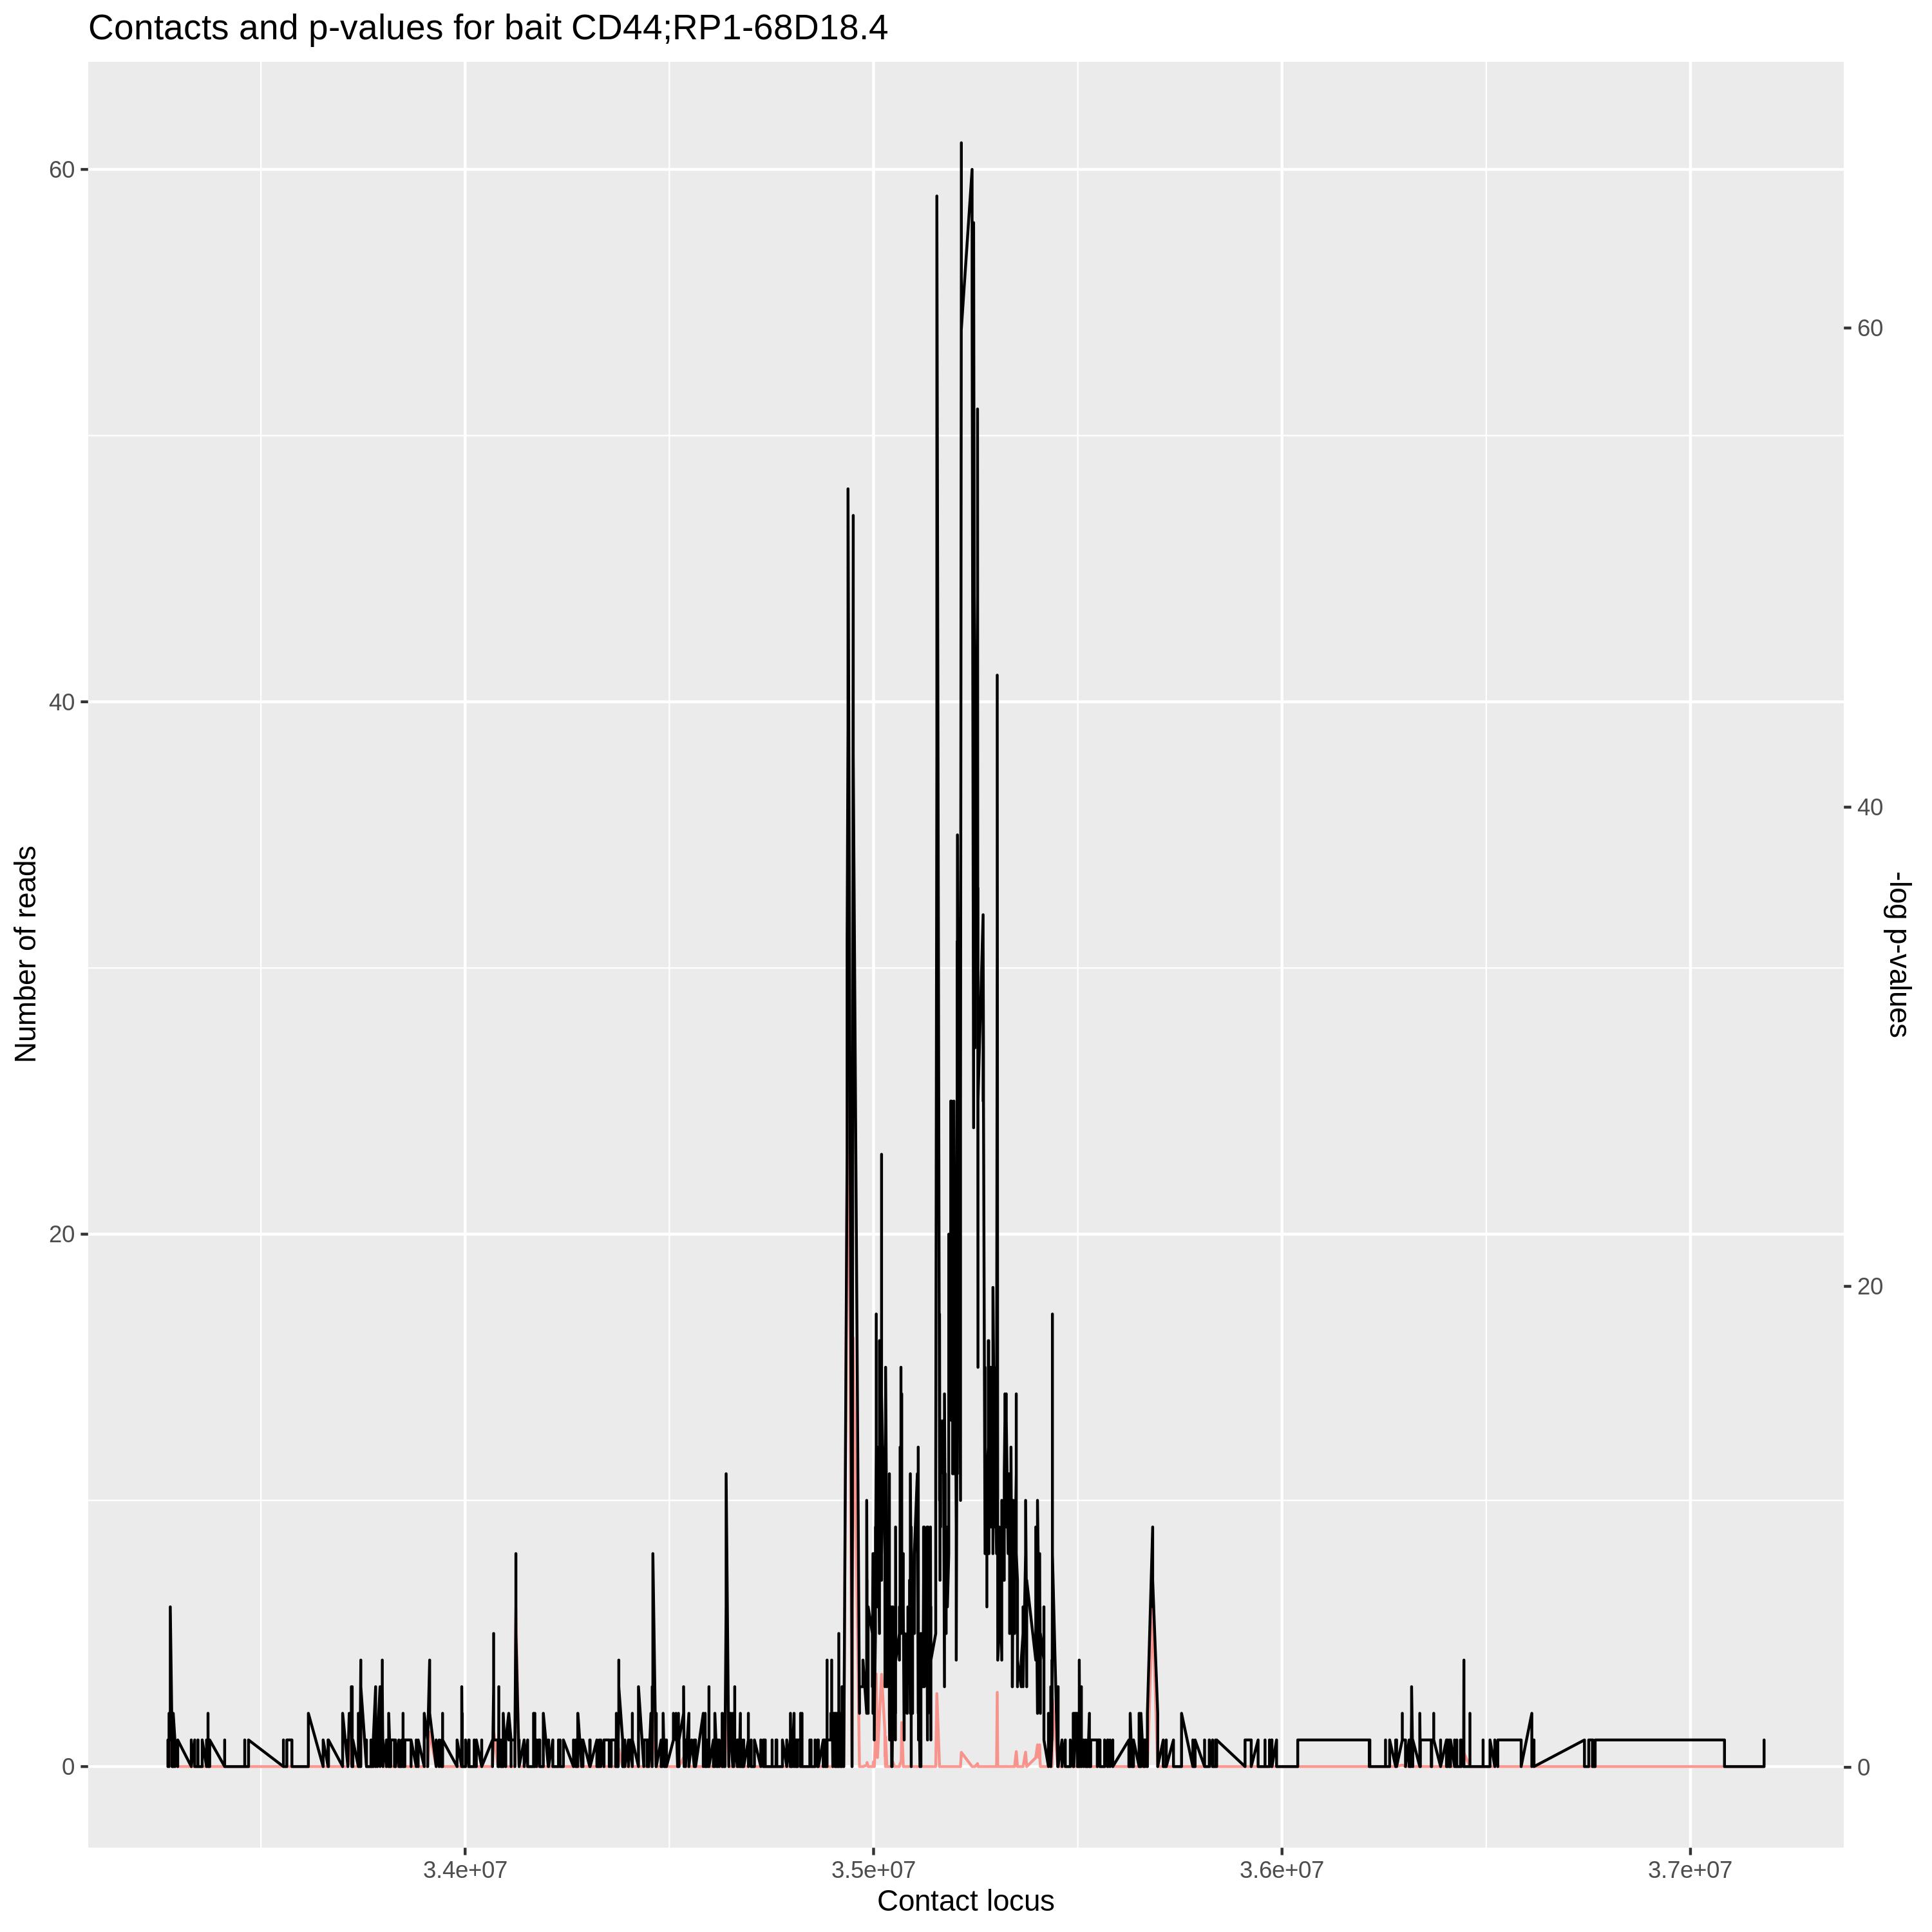 Contacts and p-values for bait CD44;RP1-68D18.4
60
40
20
0
60
40
20
0
Number of reads
-log p-values
3.4e+07
3.5e+07
3.6e+07
3.7e+07
Contact locus